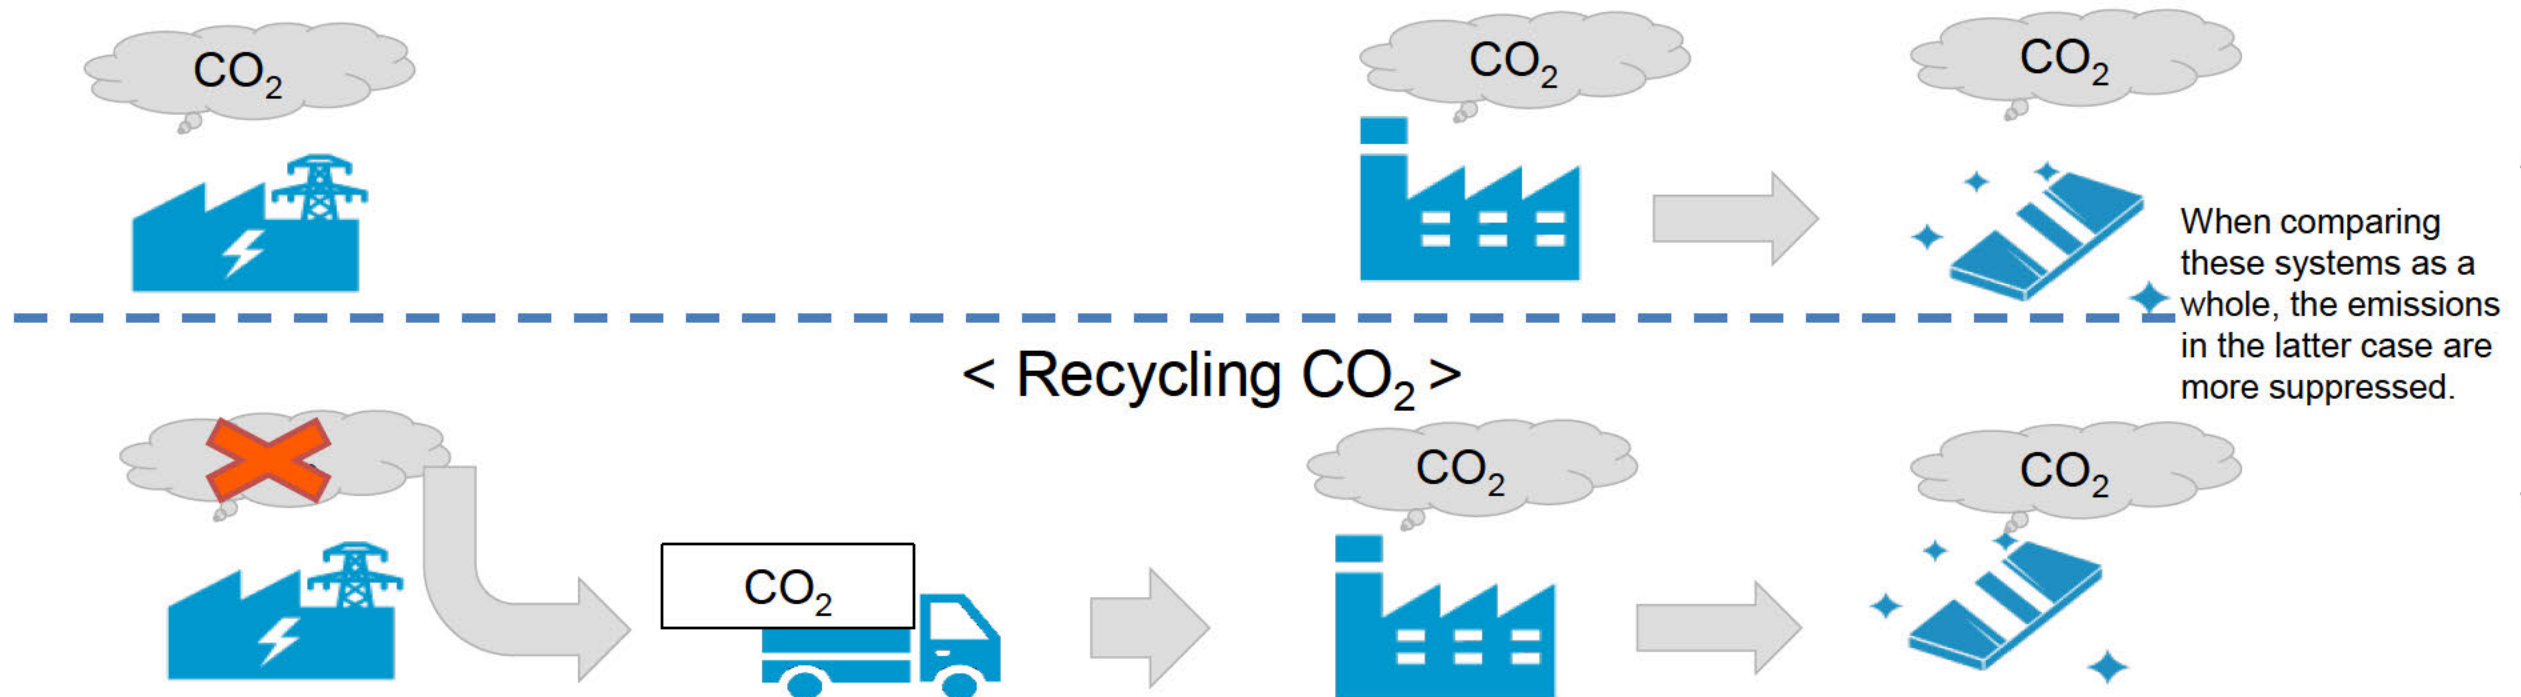 CO₂
CO₂
CO₂
When comparing
these systems as a
whole, the emissions
in the latter case are
more suppressed.
< Recycling CO₂ >
CO₂
CO₂
CO₂